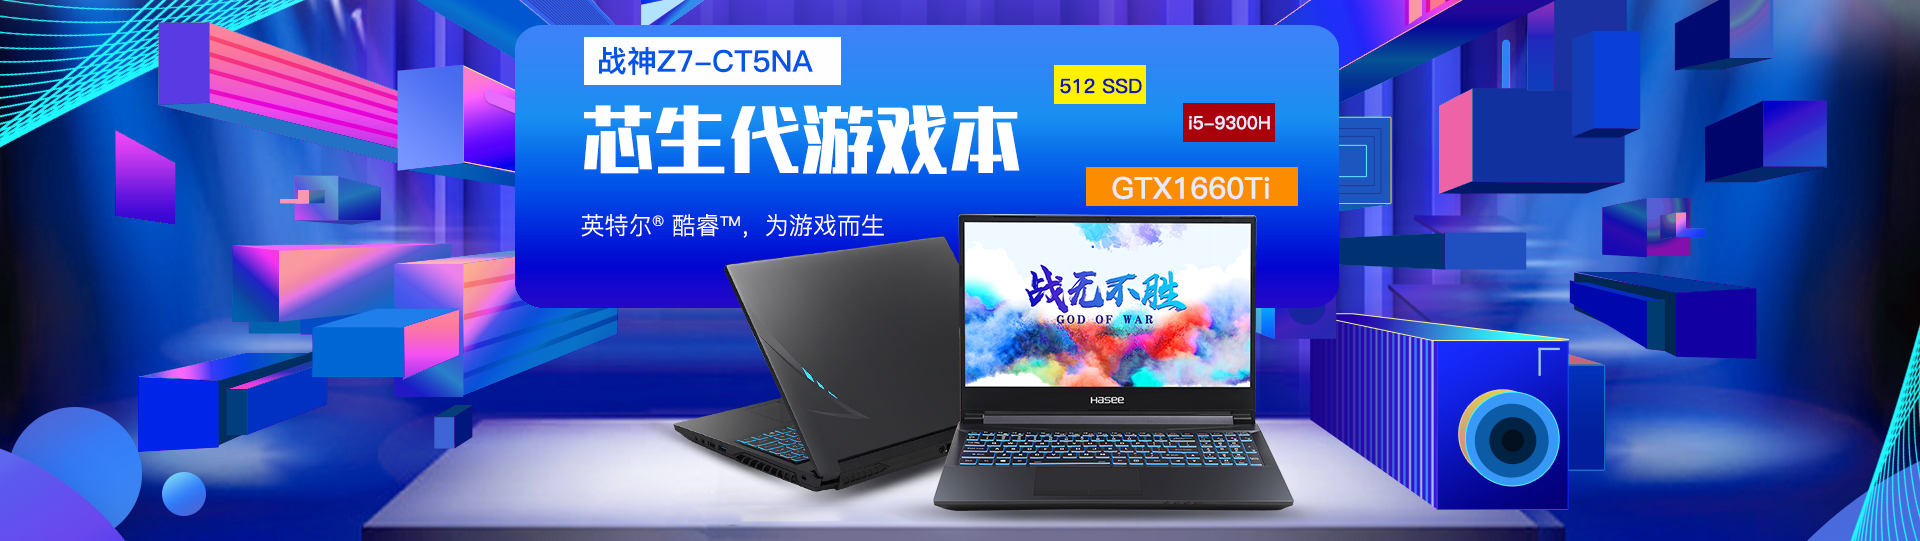 战神Z7-CT5NA
512 SSD
i5-9300H
芯生代游戏本
GTX1660Ti
英特尔® 酷睿™，为游戏而生
战无不胜
GOD OF WAR
Hasee